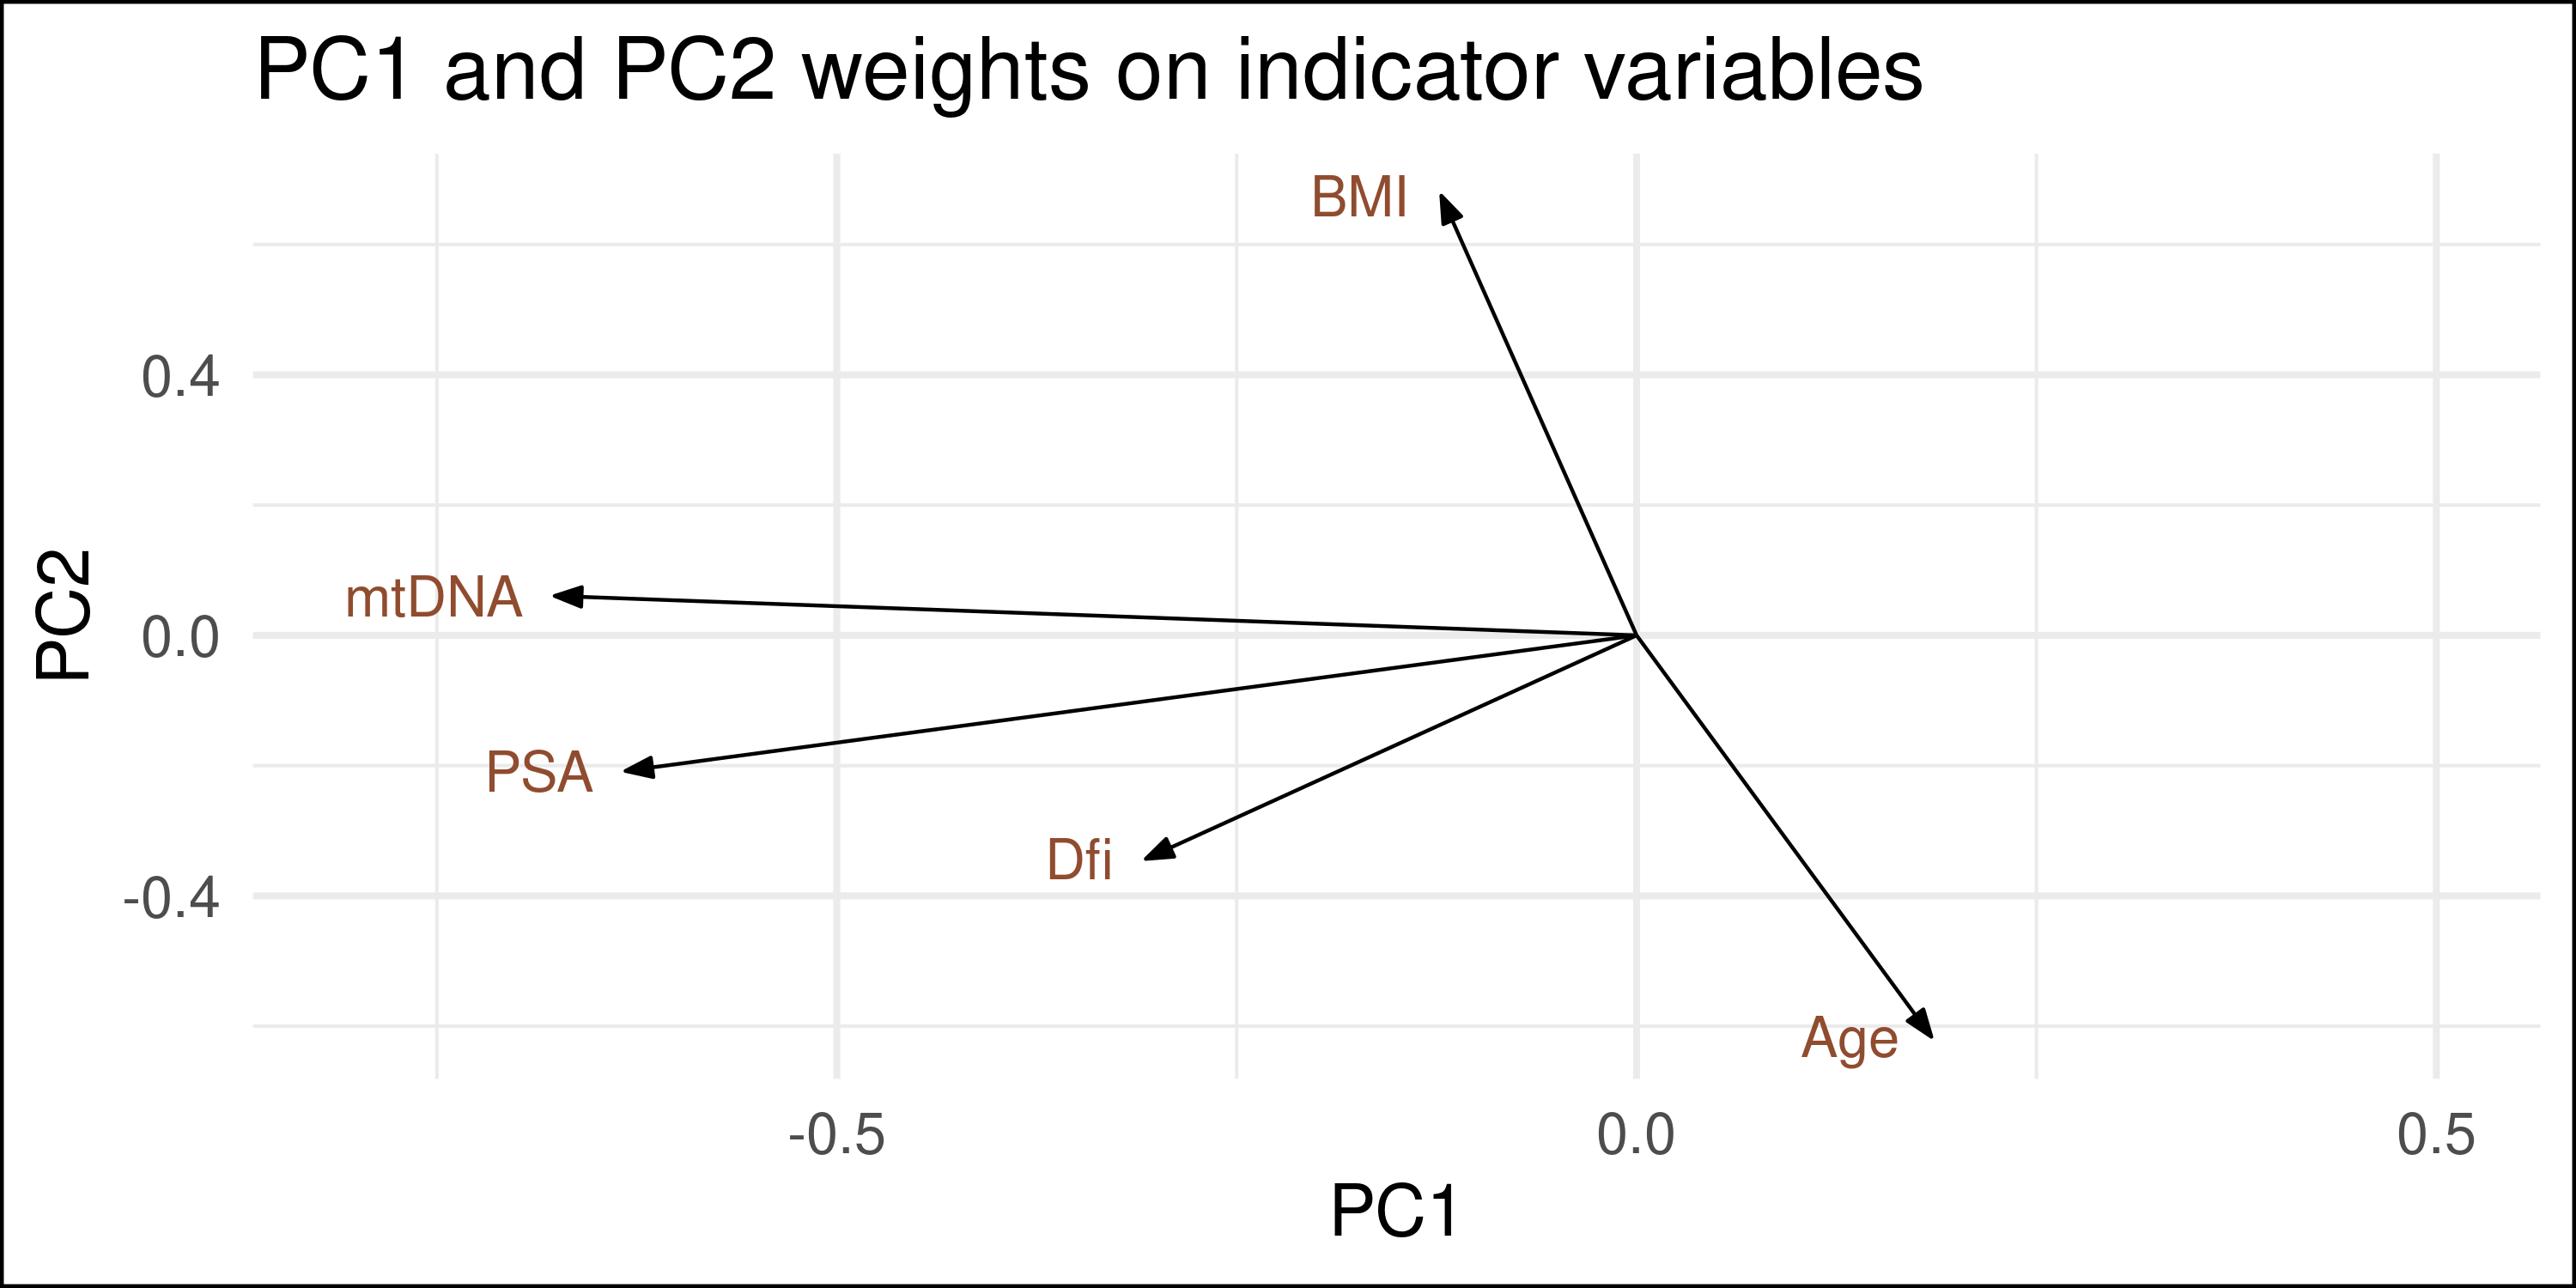 PC1 and PC2 weights on indicator variables
BMI
0.4
mtDNA
0.0
PC2
PSA
Dfi
-0.4
Age
-0.5
0.0
0.5
PC1